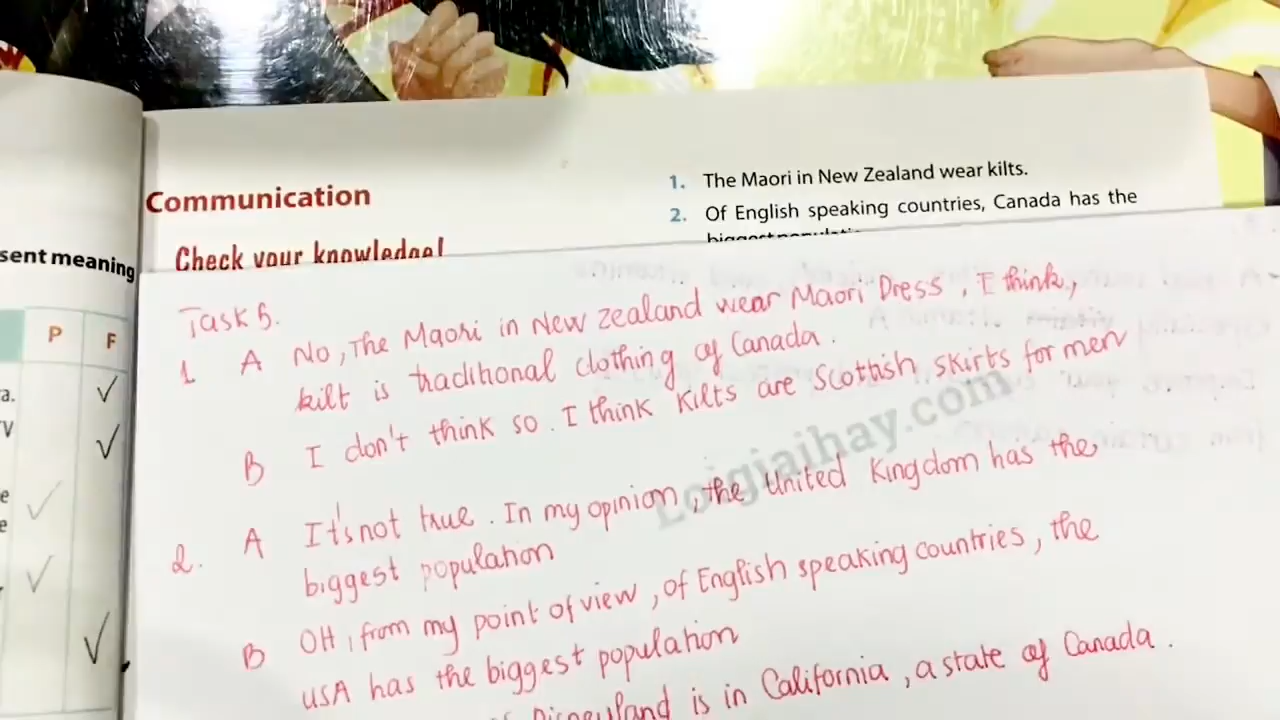 Communication
Check your knowledge!
1. The Maori in New Zealand wear kilts.
2. Of English speaking countries, Canada has the
biggest
sent meaning
P F
a.
e
e
Task 5.
1 A No, The Maori in New Zealand wear Maori Dress. I think,
kilt is traditional clothing of Canada.
B I don't think so. I think kilts are Scottish skirts for men
2. A It's not true. In my opinion, the United Kingdom has the
biggest population
B OH, from my point of view, of English speaking countries, the
USA has the biggest population
Disneyland is in California, a state of Canada.
Loigiaihay.com